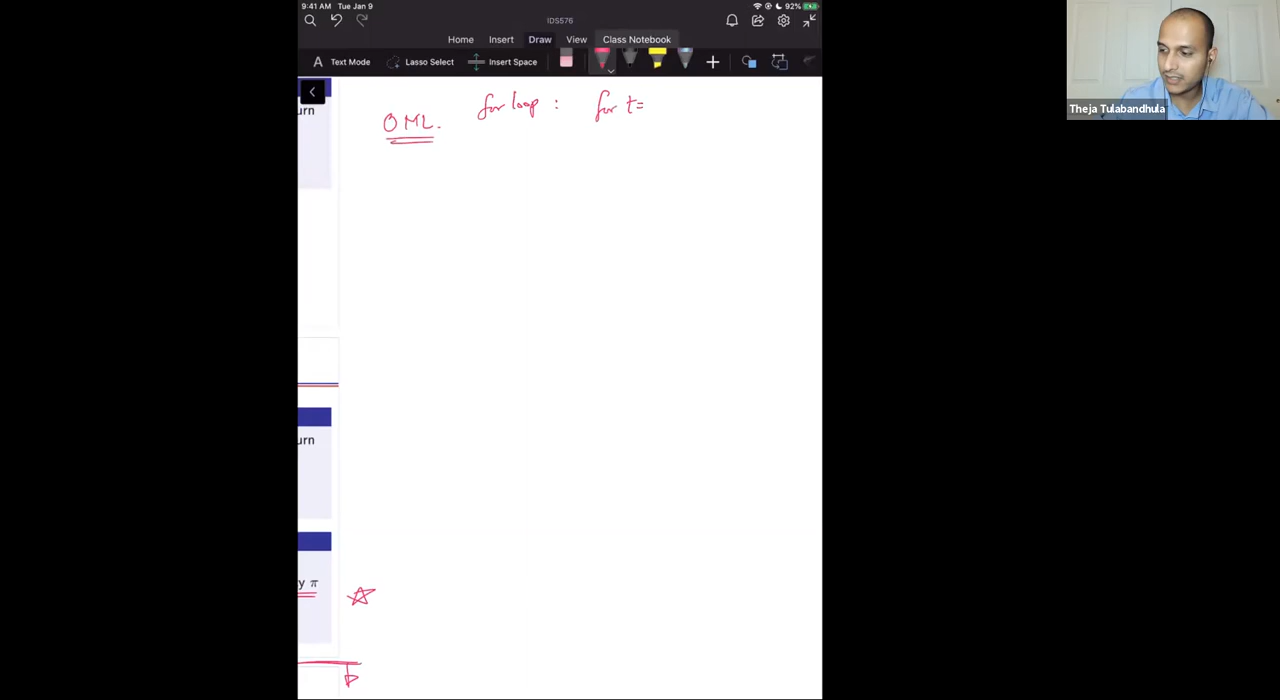 9:41 AM Tue Jan 9
92%
IDS576
Home Insert Draw View Class Notebook
A Text Mode Lasso Select Insert Space
Theja Tulabandhula
urn
for loop : for t=
OML.
urn
y π